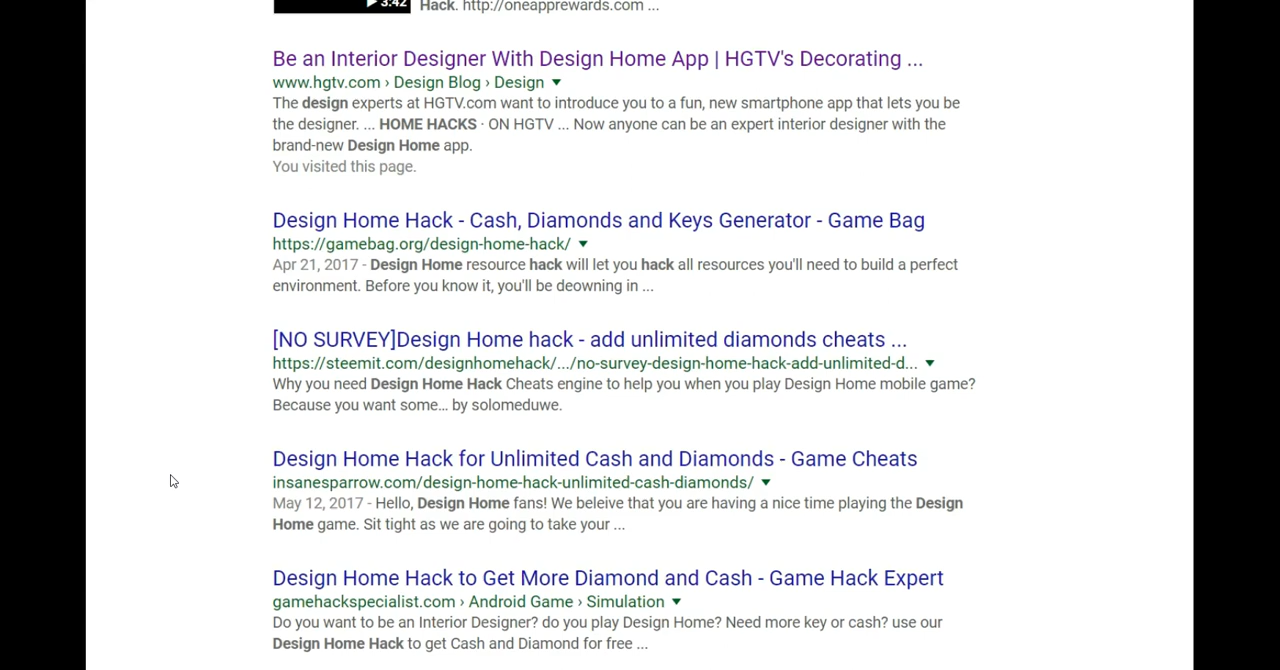 3:42
Hack. http://oneapprewards.com ...
Be an Interior Designer With Design Home App | HGTV's Decorating ...
www.hgtv.com › Design Blog › Design
The design experts at HGTV.com want to introduce you to a fun, new smartphone app that lets you be
the designer. ... HOME HACKS · ON HGTV ... Now anyone can be an expert interior designer with the
brand-new Design Home app.
You visited this page.
Design Home Hack - Cash, Diamonds and Keys Generator - Game Bag
https://gamebag.org/design-home-hack/
Apr 21, 2017 - Design Home resource hack will let you hack all resources you'll need to build a perfect
environment. Before you know it, you'll be deowning in ...
[NO SURVEY]Design Home hack - add unlimited diamonds cheats ...
https://steemit.com/designhomehack/.../no-survey-design-home-hack-add-unlimited-d...
Why you need Design Home Hack Cheats engine to help you when you play Design Home mobile game?
Because you want some… by solomeduwe.
Design Home Hack for Unlimited Cash and Diamonds - Game Cheats
insanesparrow.com/design-home-hack-unlimited-cash-diamonds/
May 12, 2017 - Hello, Design Home fans! We beleive that you are having a nice time playing the Design
Home game. Sit tight as we are going to take your ...
Design Home Hack to Get More Diamond and Cash - Game Hack Expert
gamehackspecialist.com › Android Game › Simulation
Do you want to be an Interior Designer? do you play Design Home? Need more key or cash? use our
Design Home Hack to get Cash and Diamond for free ...